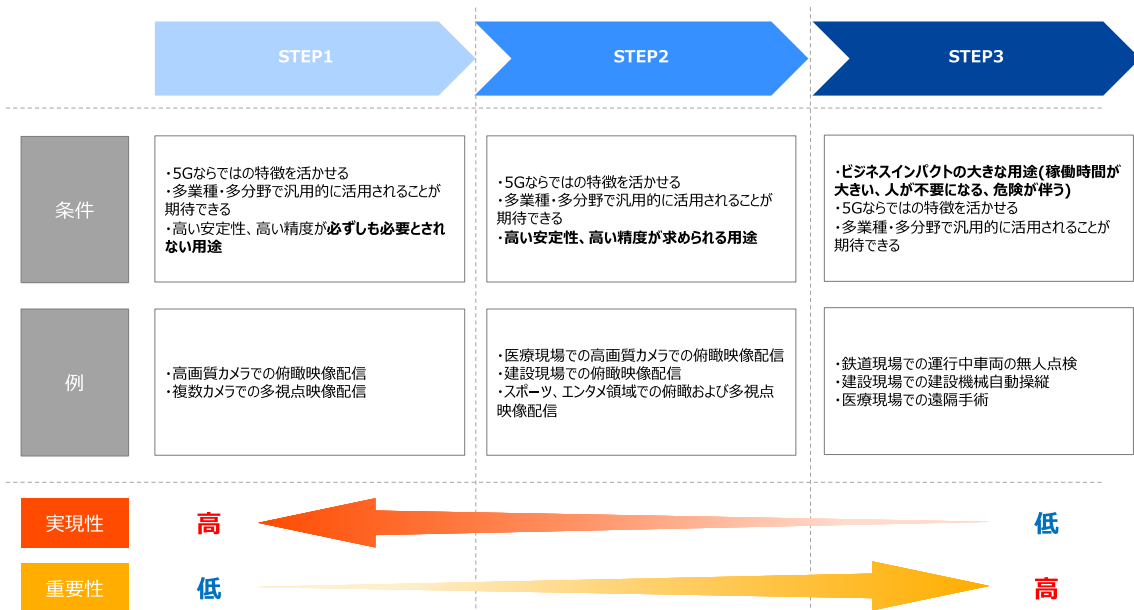 STEP1
STEP2
STEP3
条件
・5Gならではの特徴を活かせる
・多業種・多分野で汎用的に活用されることが
期待できる
・高い安定性、高い精度が必ずしも必要とされ
ない用途
・5Gならではの特徴を活かせる
・多業種・多分野で汎用的に活用されることが
期待できる
・高い安定性、高い精度が求められる用途
・ビジネスインパクトの大きな用途(稼働時間が
大きい、人が不要になる、危険が伴う)
・5Gならではの特徴を活かせる
・多業種・多分野で汎用的に活用されることが
期待できる
例
・高画質カメラでの俯瞰映像配信
・複数カメラでの多視点映像配信
・医療現場での高画質カメラでの俯瞰映像配信
・建設現場での俯瞰映像配信
・スポーツ、エンタメ領域での俯瞰および多視点
映像配信
・鉄道現場での運行中車両の無人点検
・建設現場での建設機械自動操縦
・医療現場での遠隔手術
実現性
高
低
重要性
低
高